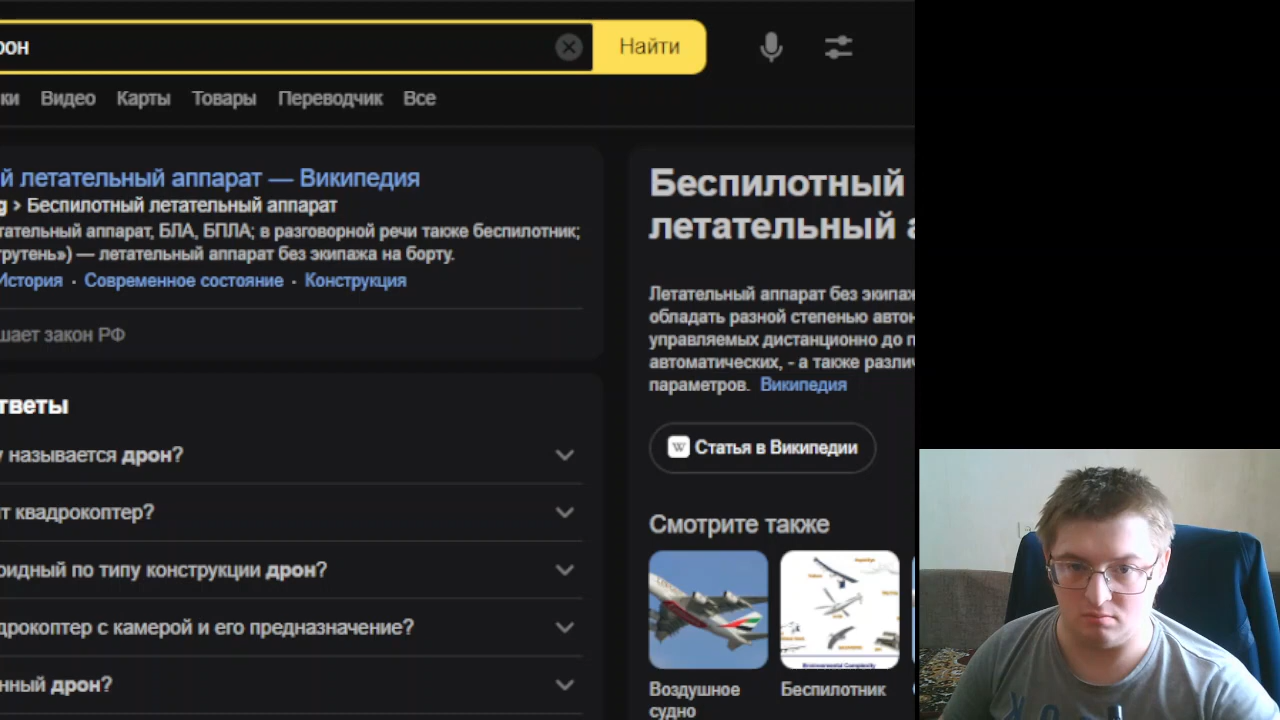 рон
Найти
ки Видео Карты Товары Переводчик Все
й летательный аппарат — Википедия
g › Беспилотный летательный аппарат
тательный аппарат, БЛА, БПЛА; в разговорной речи также беспилотник;
трутень») — летательный аппарат без экипажа на борту.
История · Современное состояние · Конструкция
шает закон РФ
тветы
у называется дрон?
т квадрокоптер?
ридный по типу конструкции дрон?
дрокоптер с камерой и его предназначение?
нный дрон?
Беспилотный
летательный а
Летательный аппарат без экипаж
обладать разной степенью автон
управляемых дистанционно до п
автоматических, - а также различ
параметров. Википедия
W Статья в Википедии
Смотрите также
Воздушное
судно
Беспилотник